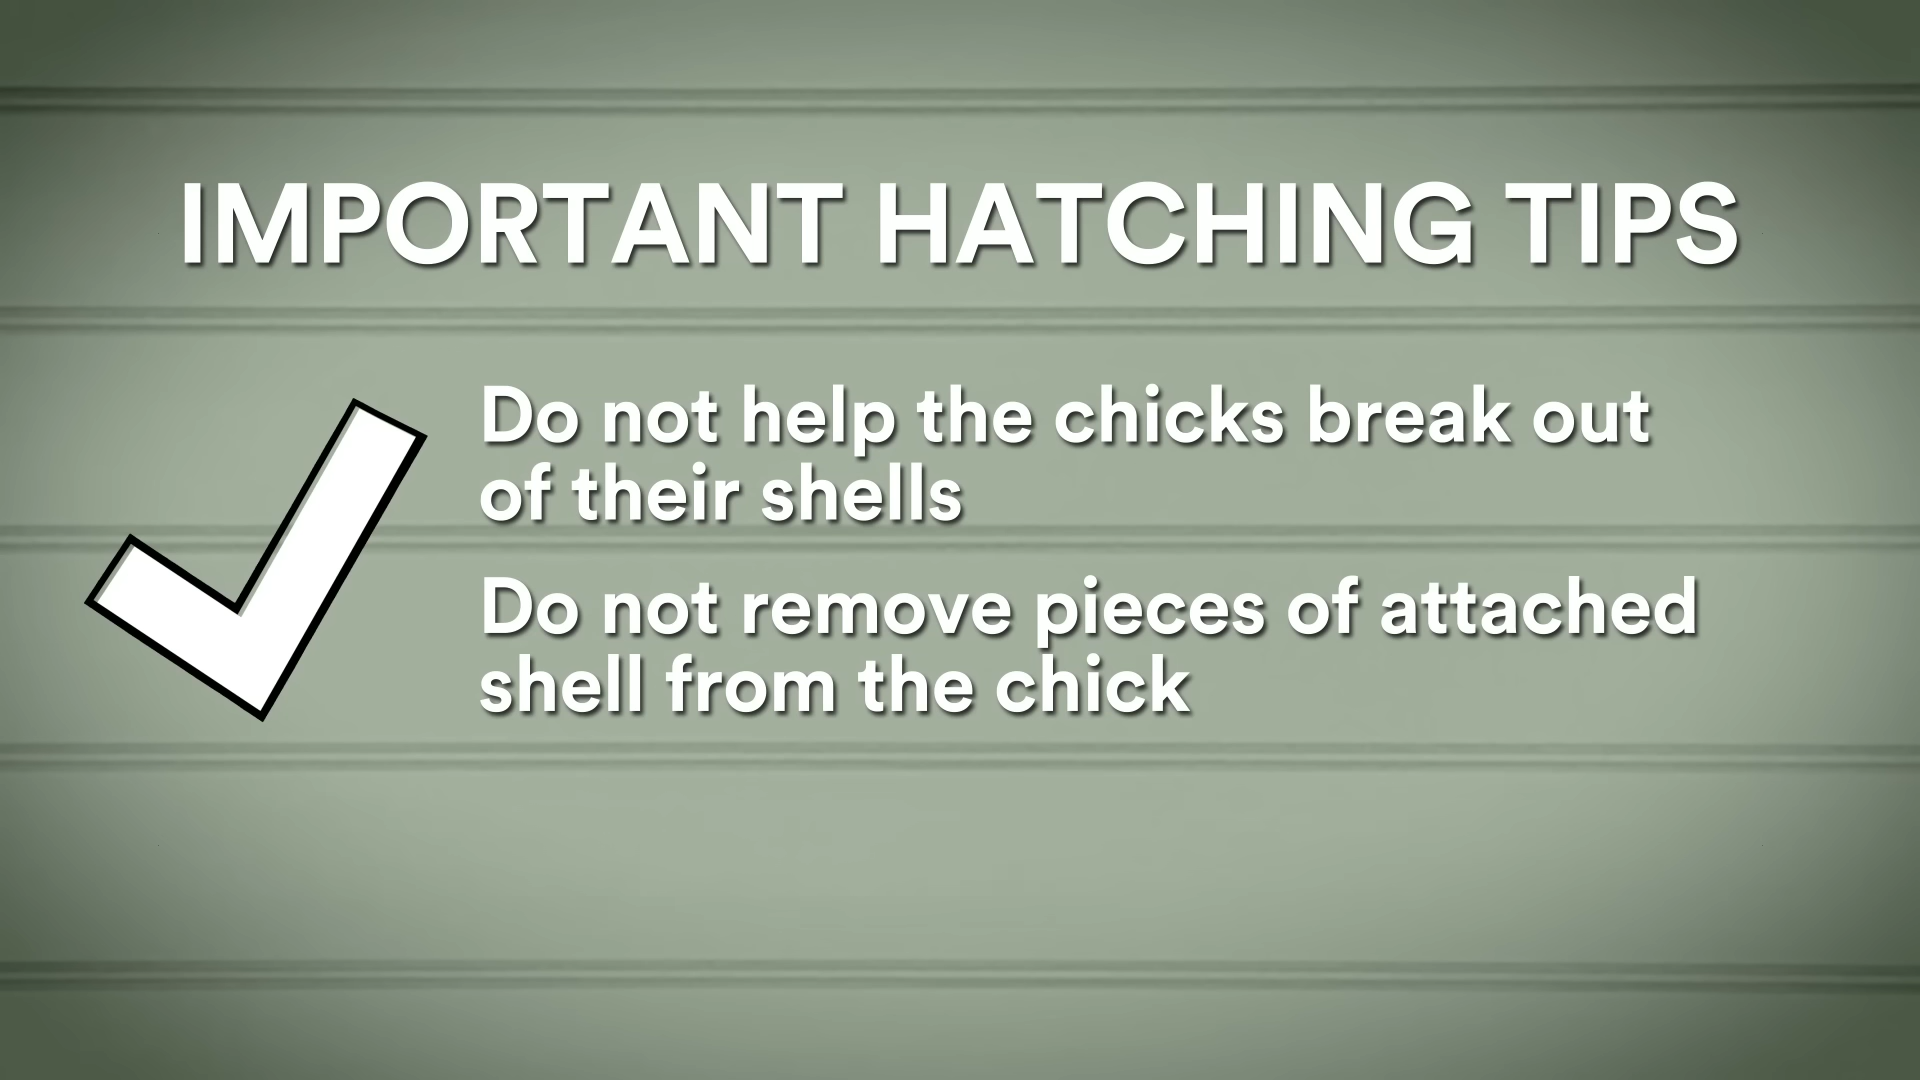 IMPORTANT HATCHING TIPS
Do not help the chicks break out
of their shells
Do not remove pieces of attached
shell from the chick